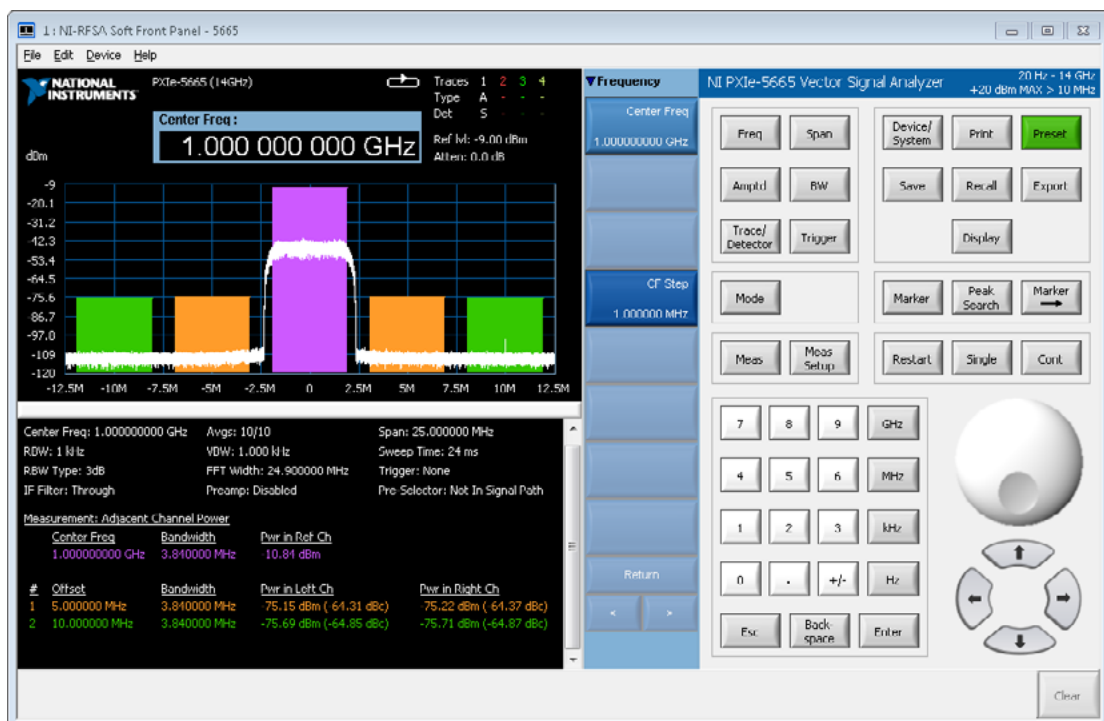 1: NI-RFSA Soft Front Panel - 5665
File Edit Device Help
NATIONAL INSTRUMENTS
PXIe-5665 (14GHz)
Traces 1 2 3 4
Type A - - -
Det S - - -
Center Freq :
1.000 000 000 GHz
Ref lvl: -9.00 dBm
Atten: 0.0 dB
dBm
-9
-20.1
-31.2
-42.3
-53.4
-64.5
-75.6
-86.7
-97.0
-109
-120
-12.5M -10M -7.5M -5M -2.5M 0 2.5M 5M 7.5M 10M 12.5M
Center Freq: 1.000000000 GHz Avgs: 10/10 Span: 25.000000 MHz
RBW: 1 kHz VBW: 1.000 kHz Sweep Time: 24 ms
RBW Type: 3dB FFT Width: 24.900000 MHz Trigger: None
IF Filter: Through Preamp: Disabled Pre-Selector: Not In Signal Path
Measurement: Adjacent Channel Power
Center Freq Bandwidth Pwr in Ref Ch
1.000000000 GHz 3.840000 MHz -10.84 dBm
# Offset Bandwidth Pwr in Left Ch Pwr in Right Ch
1 5.000000 MHz 3.840000 MHz -75.15 dBm (-64.31 dBc) -75.22 dBm (-64.37 dBc)
2 10.000000 MHz 3.840000 MHz -75.69 dBm (-64.85 dBc) -75.71 dBm (-64.87 dBc)
Frequency
Center Freq
1.000000000 GHz
CF Step
1.000000 MHz
Return
< >
NI PXIe-5665 Vector Signal Analyzer
20 Hz - 14 GHz
+20 dBm MAX > 10 MHz
Freq Span Device/System Print Preset
Amptd BW Save Recall Export
Trace/Detector Trigger Display
Mode Marker Peak Search Marker
Meas Meas Setup Restart Single Cont
7 8 9 GHz
4 5 6 MHz
1 2 3 kHz
0 . +/- Hz
Esc Back-space Enter
Clear